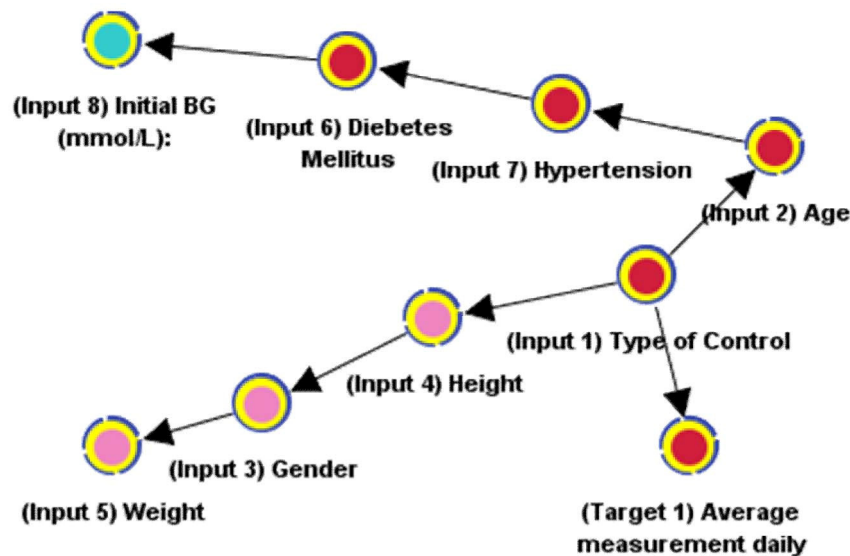 (Input 8) Initial BG
(mmol/L):
(Input 6) Diebetes
Mellitus
(Input 7) Hypertension
(Input 2) Age
(Input 1) Type of Control
(Input 4) Height
(Input 3) Gender
(Input 5) Weight
(Target 1) Average
measurement daily